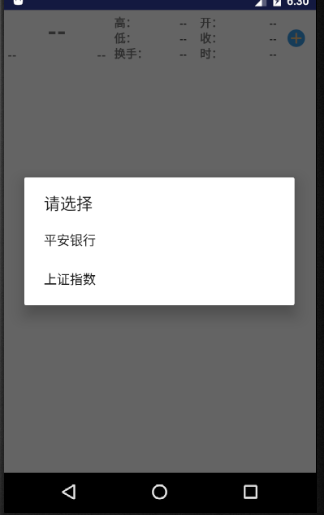 6:30
高: -- 开: --
-- 低: -- 收: --
-- -- 换手: -- 时: --
请选择
平安银行
上证指数